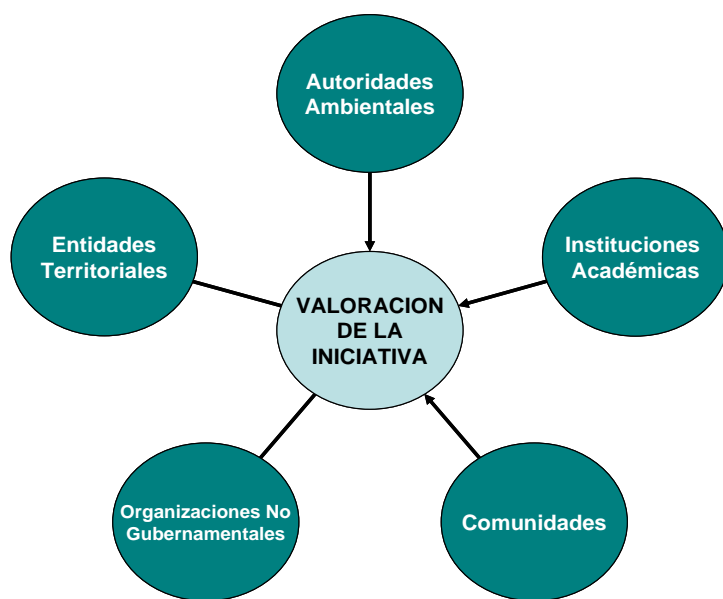 Autoridades
Ambientales
Entidades
Territoriales
Instituciones
Académicas
VALORACION
DE LA
INICIATIVA
Organizaciones No
Gubernamentales
Comunidades